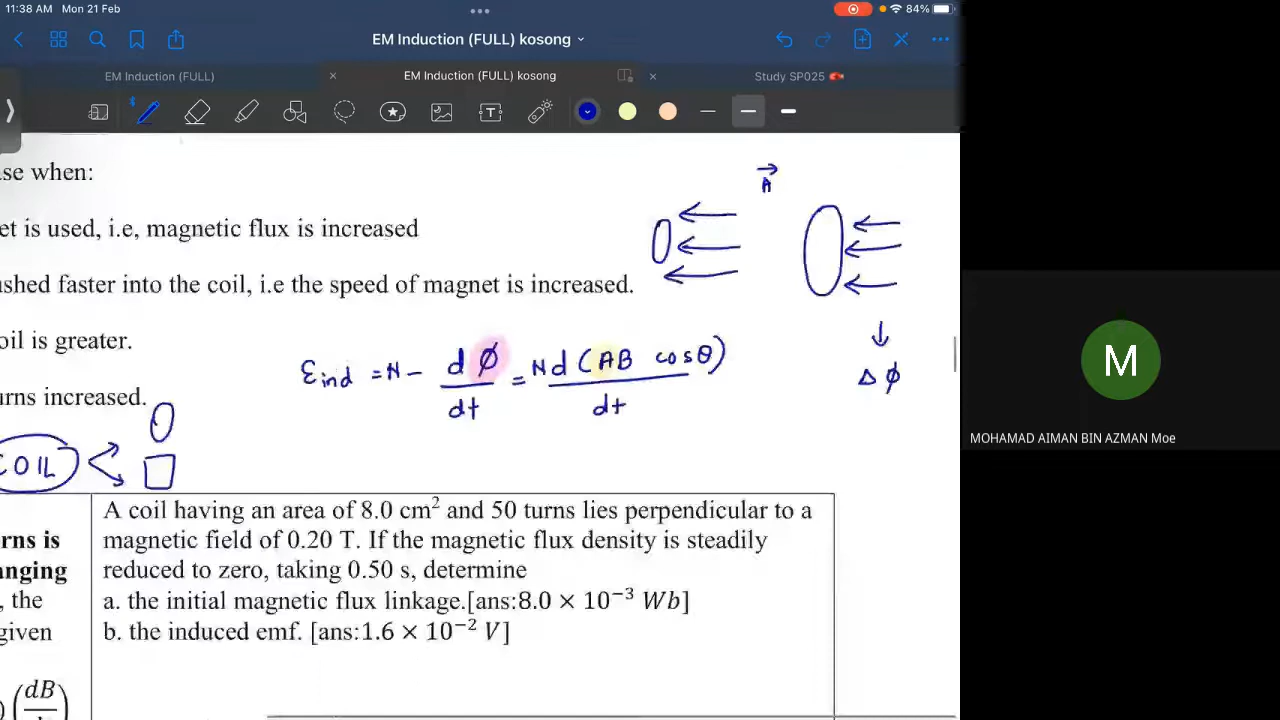 11:38 AM Mon 21 Feb
84%
EM Induction (FULL) kosong
EM Induction (FULL)
EM Induction (FULL) kosong
Study SP025
se when:
et is used, i.e, magnetic flux is increased
shed faster into the coil, i.e the speed of magnet is increased.
oil is greater.
urns increased.
A
Ɛind = N - dø/dt = N d(AB cosθ)/dt
Δ ø
COIL <
A coil having an area of 8.0 cm² and 50 turns lies perpendicular to a
magnetic field of 0.20 T. If the magnetic flux density is steadily
reduced to zero, taking 0.50 s, determine
a. the initial magnetic flux linkage.[ans:8.0 × 10⁻³ Wb]
b. the induced emf. [ans:1.6 × 10⁻² V]
rns is
anging
, the
given
(dB
M
MOHAMAD AIMAN BIN AZMAN Moe